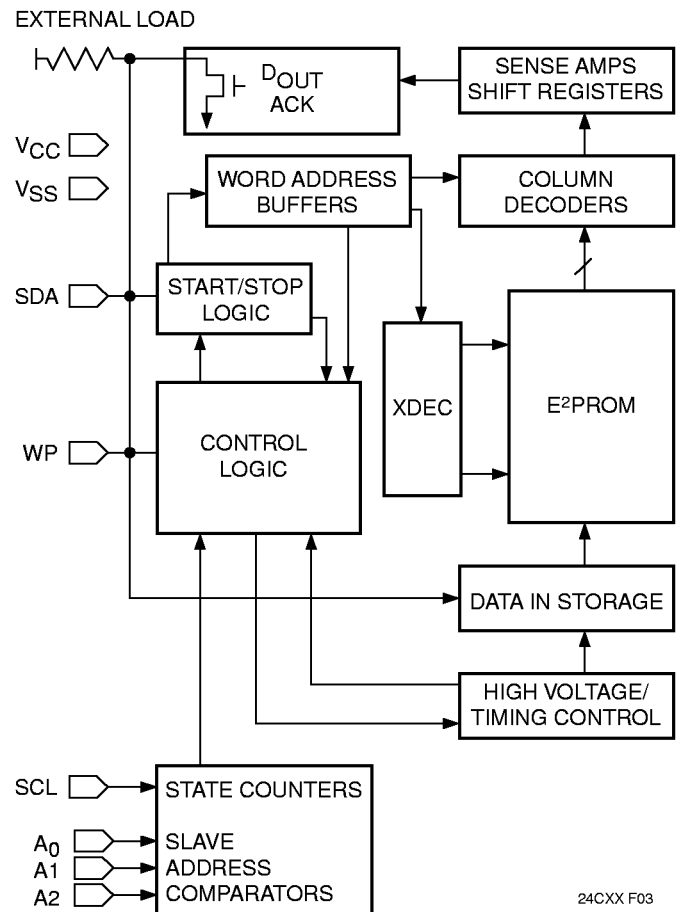 EXTERNAL LOAD
DOUT
ACK
SENSE AMPS
SHIFT REGISTERS
VCC
VSS
WORD ADDRESS
BUFFERS
COLUMN
DECODERS
SDA
START/STOP
LOGIC
XDEC
E²PROM
WP
CONTROL
LOGIC
DATA IN STORAGE
HIGH VOLTAGE/
TIMING CONTROL
SCL
STATE COUNTERS
A0
SLAVE
A1
ADDRESS
A2
COMPARATORS
24CXX F03